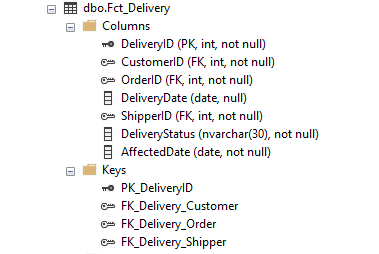 dbo.Fct_Delivery
Columns
DeliveryID (PK, int, not null)
CustomerID (FK, int, not null)
OrderID (FK, int, not null)
DeliveryDate (date, null)
ShipperID (FK, int, not null)
DeliveryStatus (nvarchar(30), not null)
AffectedDate (date, not null)
Keys
PK_DeliveryID
FK_Delivery_Customer
FK_Delivery_Order
FK_Delivery_Shipper